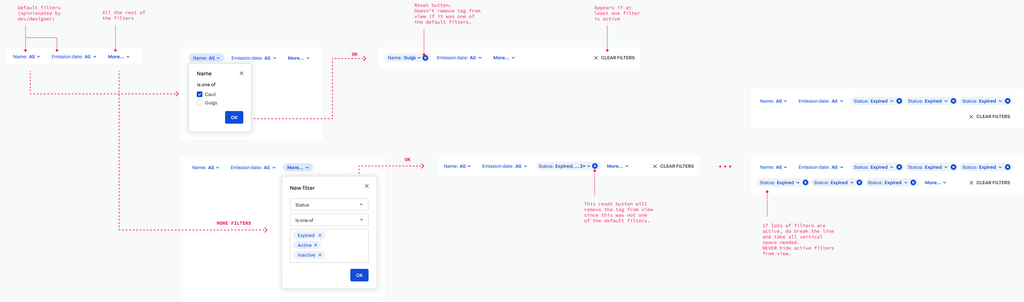 Default filters
(opinionated by
dev/designer)
All the rest of
the filters
Name: All
Emission date: All
More...
Name: All
Emission date: All
More...
Name
Is one of
Cauli
Guigs
OK
OK
Reset button.
Doesn't remove tag from
view if it was one of
the default filters.
Appears if at
least one filter
is active
Name: Guigs
Emission date: All
More...
CLEAR FILTERS
Name: All
Emission date: All
Status: Expired
Status: Expired
Status: Expired
CLEAR FILTERS
MORE FILTERS
Name: All
Emission date: All
More...
New filter
Status
Is one of
Expired
Active
Inactive
OK
OK
Name: All
Emission date: All
Status: Expired, ... 3+
More...
CLEAR FILTERS
This reset button will
remove the tag from view
since this was not one
of the default filters.
Name: All
Emission date: All
Status: Expired
Status: Expired
Status: Expired
Status: Expired
Status: Expired
Status: Expired
More...
CLEAR FILTERS
If lots of filters are
active, do break the line
and take all vertical
space needed.
NEVER hide active filters
from view.